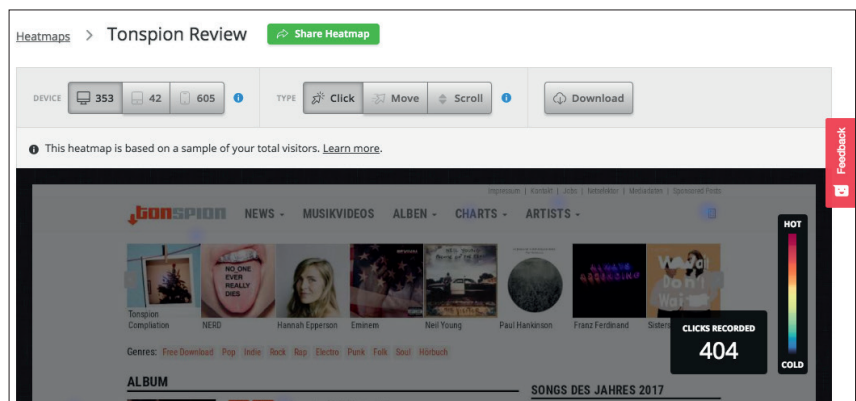 Heatmaps > Tonspion Review Share Heatmap
DEVICE 353 42 605 TYPE Click Move Scroll Download
This heatmap is based on a sample of your total visitors. Learn more.
Feedback
Impressum | Kontakt | Jobs | Netzfeldtor | Mediadaten | Sponsored Posts
tonspion NEWS MUSIKVIDEOS ALBEN CHARTS ARTISTS
HOT
NO ONE
EVER
REALLY
DIES
ALWAYS
ASCENDING
Tonspion
Compilation NERD Hannah Epperson Eminem Neil Young Paul Hankinson Franz Ferdinand Sisters
CLICKS RECORDED
404
COLD
Genres: Free Download Pop Indie Rock Rap Electro Punk Folk Soul Hörbuch
ALBUM
SONGS DES JAHRES 2017